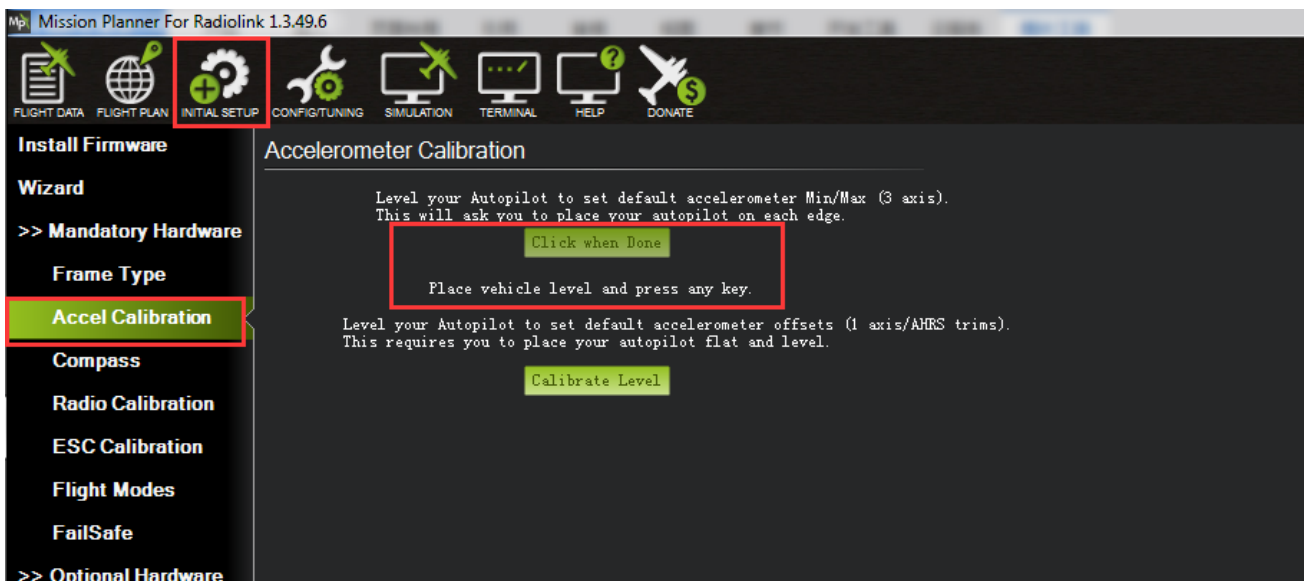 Mission Planner For Radiolink 1.3.49.6
FLIGHT DATA FLIGHT PLAN INITIAL SETUP CONFIG/TUNING SIMULATION TERMINAL HELP DONATE
Install Firmware
Wizard
>> Mandatory Hardware
Frame Type
Accel Calibration
Compass
Radio Calibration
ESC Calibration
Flight Modes
FailSafe
>> Optional Hardware
Accelerometer Calibration
Level your Autopilot to set default accelerometer Min/Max (3 axis).
This will ask you to place your autopilot on each edge.
Click when Done
Place vehicle level and press any key.
Level your Autopilot to set default accelerometer offsets (1 axis/AHRS trims).
This requires you to place your autopilot flat and level.
Calibrate Level